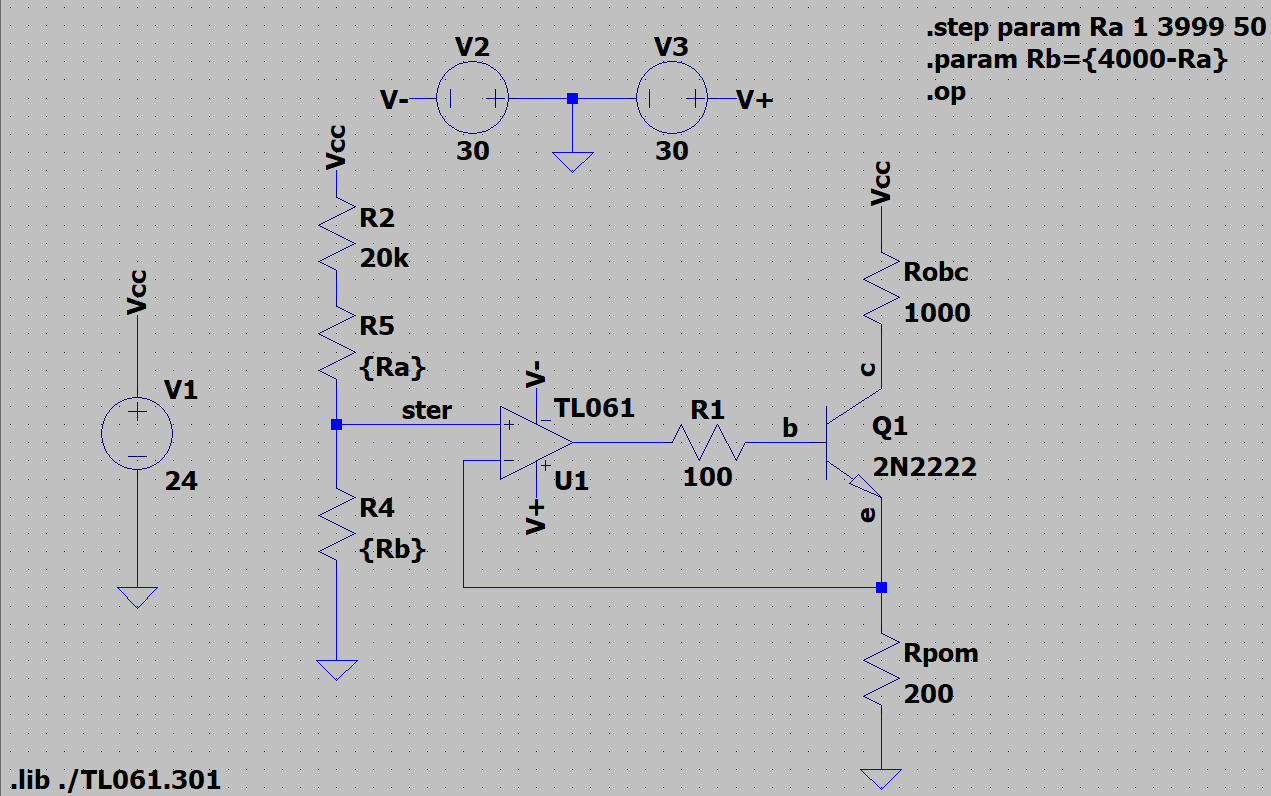 .step param Ra 1 3999 50
.param Rb={4000-Ra}
.op
V2
V3
V-
V+
30
30
Vcc
R2
20k
Vcc
Robc
1000
Vcc
R5
{Ra}
V1
24
ster
V-
TL061
U1
V+
R1
100
b
c
Q1
2N2222
e
R4
{Rb}
Rpom
200
.lib ./TL061.301